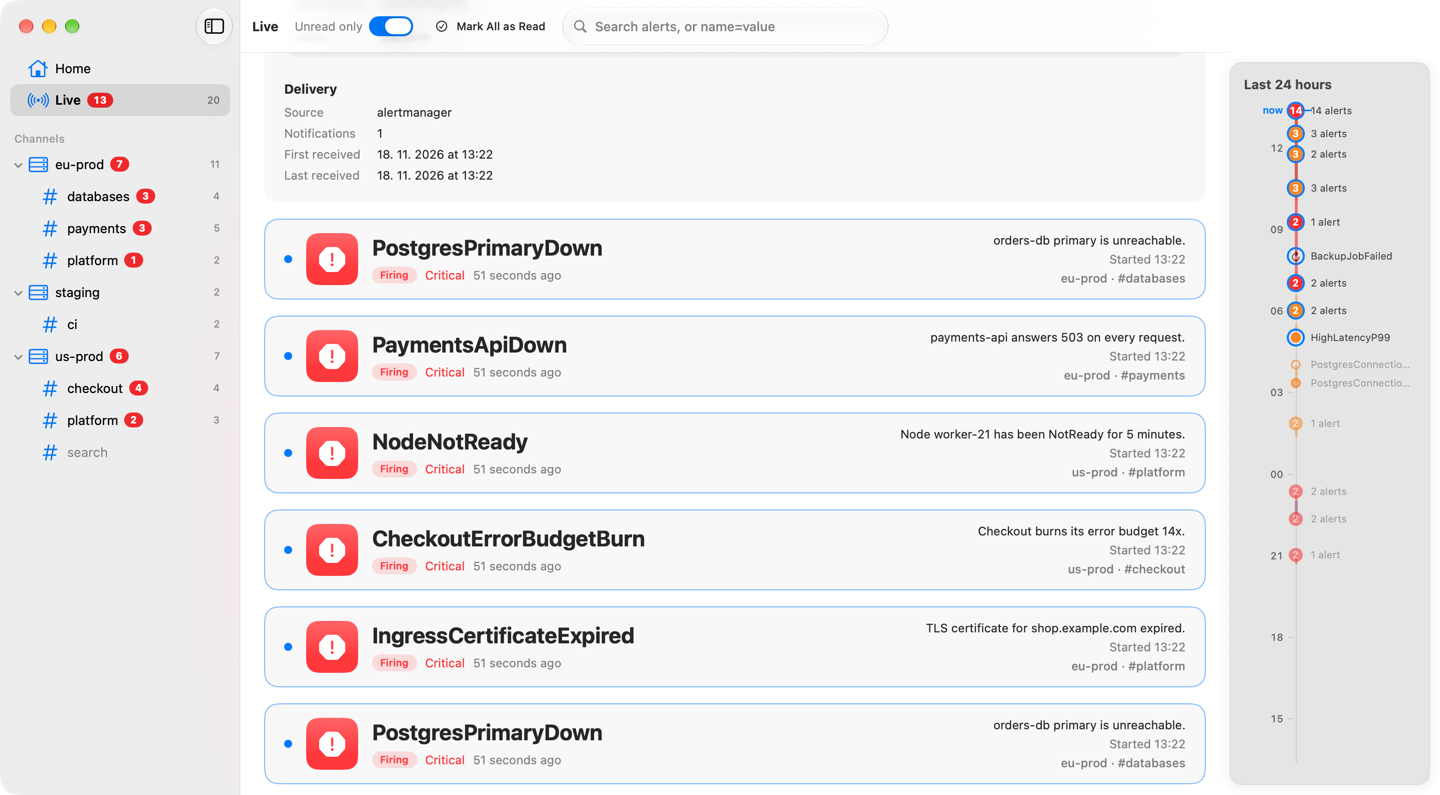 Live
Unread only
Mark All as Read
Search alerts, or name=value
Home
Live 13 20
Channels
eu-prod 7 11
databases 3 4
payments 3 5
platform 1 2
staging 2
ci 2
us-prod 6 7
checkout 4 4
platform 2 3
search
Delivery
Source alertmanager
Notifications 1
First received 18. 11. 2026 at 13:22
Last received 18. 11. 2026 at 13:22
PostgresPrimaryDown
Firing Critical 51 seconds ago
orders-db primary is unreachable.
Started 13:22
eu-prod · #databases
PaymentsApiDown
Firing Critical 51 seconds ago
payments-api answers 503 on every request.
Started 13:22
eu-prod · #payments
NodeNotReady
Firing Critical 51 seconds ago
Node worker-21 has been NotReady for 5 minutes.
Started 13:22
us-prod · #platform
CheckoutErrorBudgetBurn
Firing Critical 51 seconds ago
Checkout burns its error budget 14x.
Started 13:22
us-prod · #checkout
IngressCertificateExpired
Firing Critical 51 seconds ago
TLS certificate for shop.example.com expired.
Started 13:22
eu-prod · #platform
PostgresPrimaryDown
Firing Critical 51 seconds ago
orders-db primary is unreachable.
Started 13:22
eu-prod · #databases
Last 24 hours
now 14 14 alerts
3 3 alerts
12
3 2 alerts
3 3 alerts
2 1 alert
09
BackupJobFailed
2 2 alerts
06 2 2 alerts
HighLatencyP99
PostgresConnectio...
PostgresConnectio...
03
2 1 alert
00
2 2 alerts
2 2 alerts
21 2 1 alert
18
15